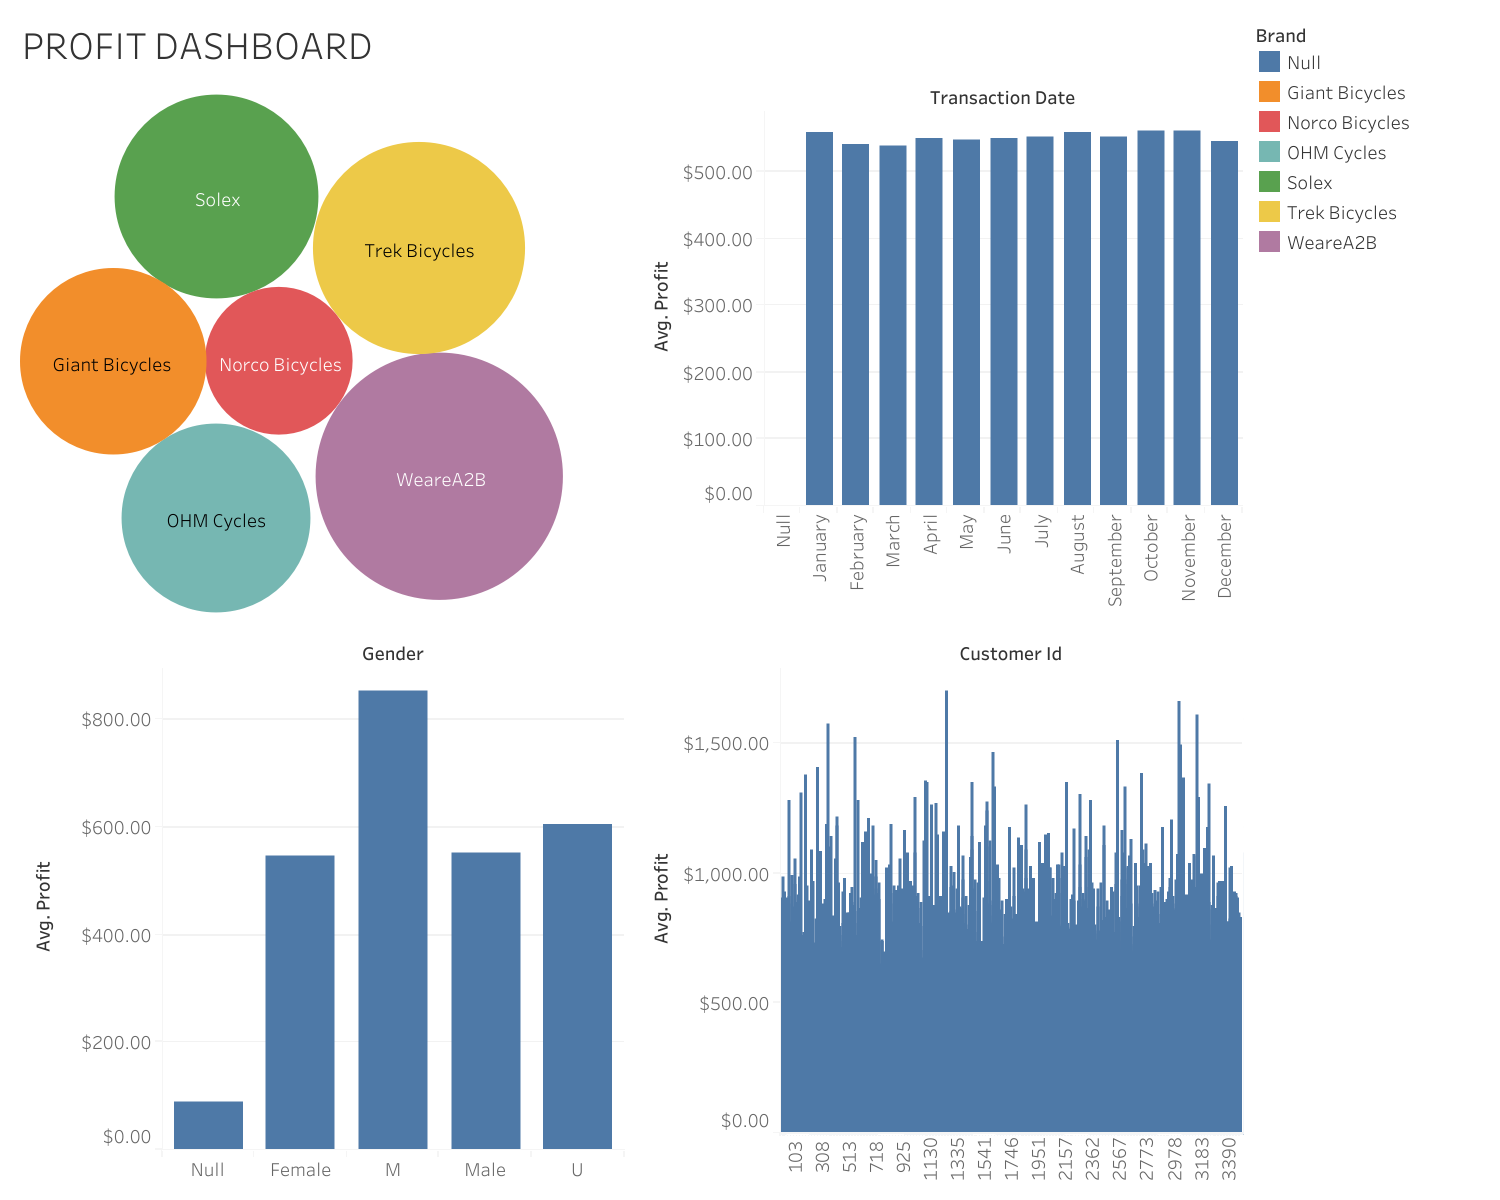 PROFIT DASHBOARD
Solex
Trek Bicycles
Giant Bicycles
Norco Bicycles
WeareA2B
OHM Cycles
Transaction Date
Avg. Profit
$500.00
$400.00
$300.00
$200.00
$100.00
$0.00
Null
January
February
March
April
May
June
July
August
September
October
November
December
Brand
Null
Giant Bicycles
Norco Bicycles
OHM Cycles
Solex
Trek Bicycles
WeareA2B
Gender
Avg. Profit
$800.00
$600.00
$400.00
$200.00
$0.00
Null
Female
M
Male
U
Customer Id
Avg. Profit
$1,500.00
$1,000.00
$500.00
$0.00
103
308
513
718
925
1130
1335
1541
1746
1951
2157
2362
2567
2773
2978
3183
3390